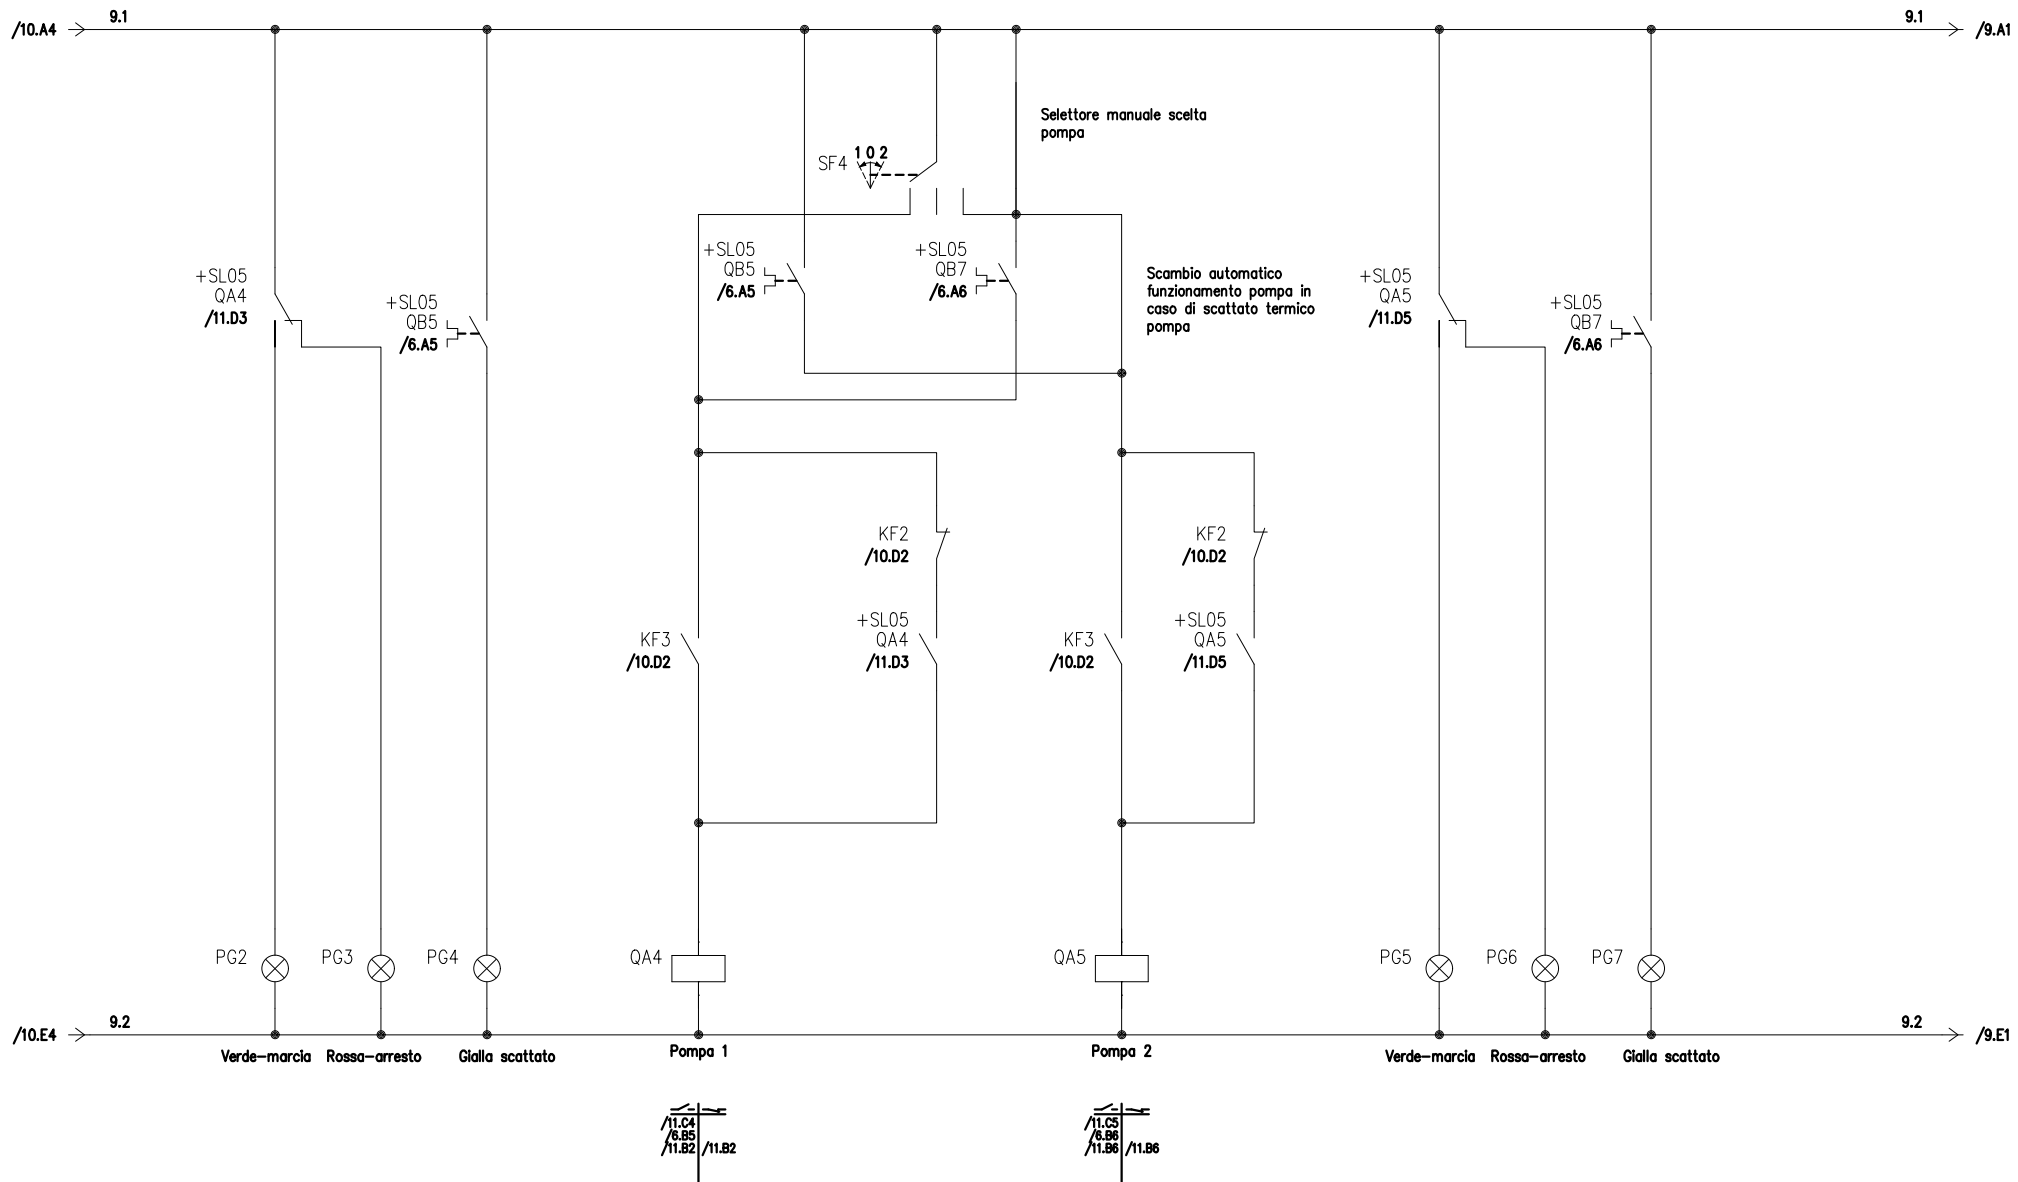 9.1
9.1
/10.A4
/9.A1
Selettore manuale scelta
pompa
1 0 2
SF4
+SL05
QB5
/6.A5
+SL05
QB7
/6.A6
Scambio automatico
funzionamento pompa in
caso di scattato termico
pompa
+SL05
QA4
/11.D3
+SL05
QB5
/6.A5
+SL05
QA5
/11.D5
+SL05
QB7
/6.A6
KF2
/10.D2
KF2
/10.D2
KF3
/10.D2
+SL05
QA4
/11.D3
KF3
/10.D2
+SL05
QA5
/11.D5
PG2
PG3
PG4
QA4
QA5
PG5
PG6
PG7
9.2
9.2
/10.E4
/9.E1
Verde-marcia
Rossa-arresto
Gialla scattato
Pompa 1
Pompa 2
Verde-marcia
Rossa-arresto
Gialla scattato
/11.C4
/6.B5
/11.B2 /11.B2
/11.C5
/6.B6
/11.B6 /11.B6